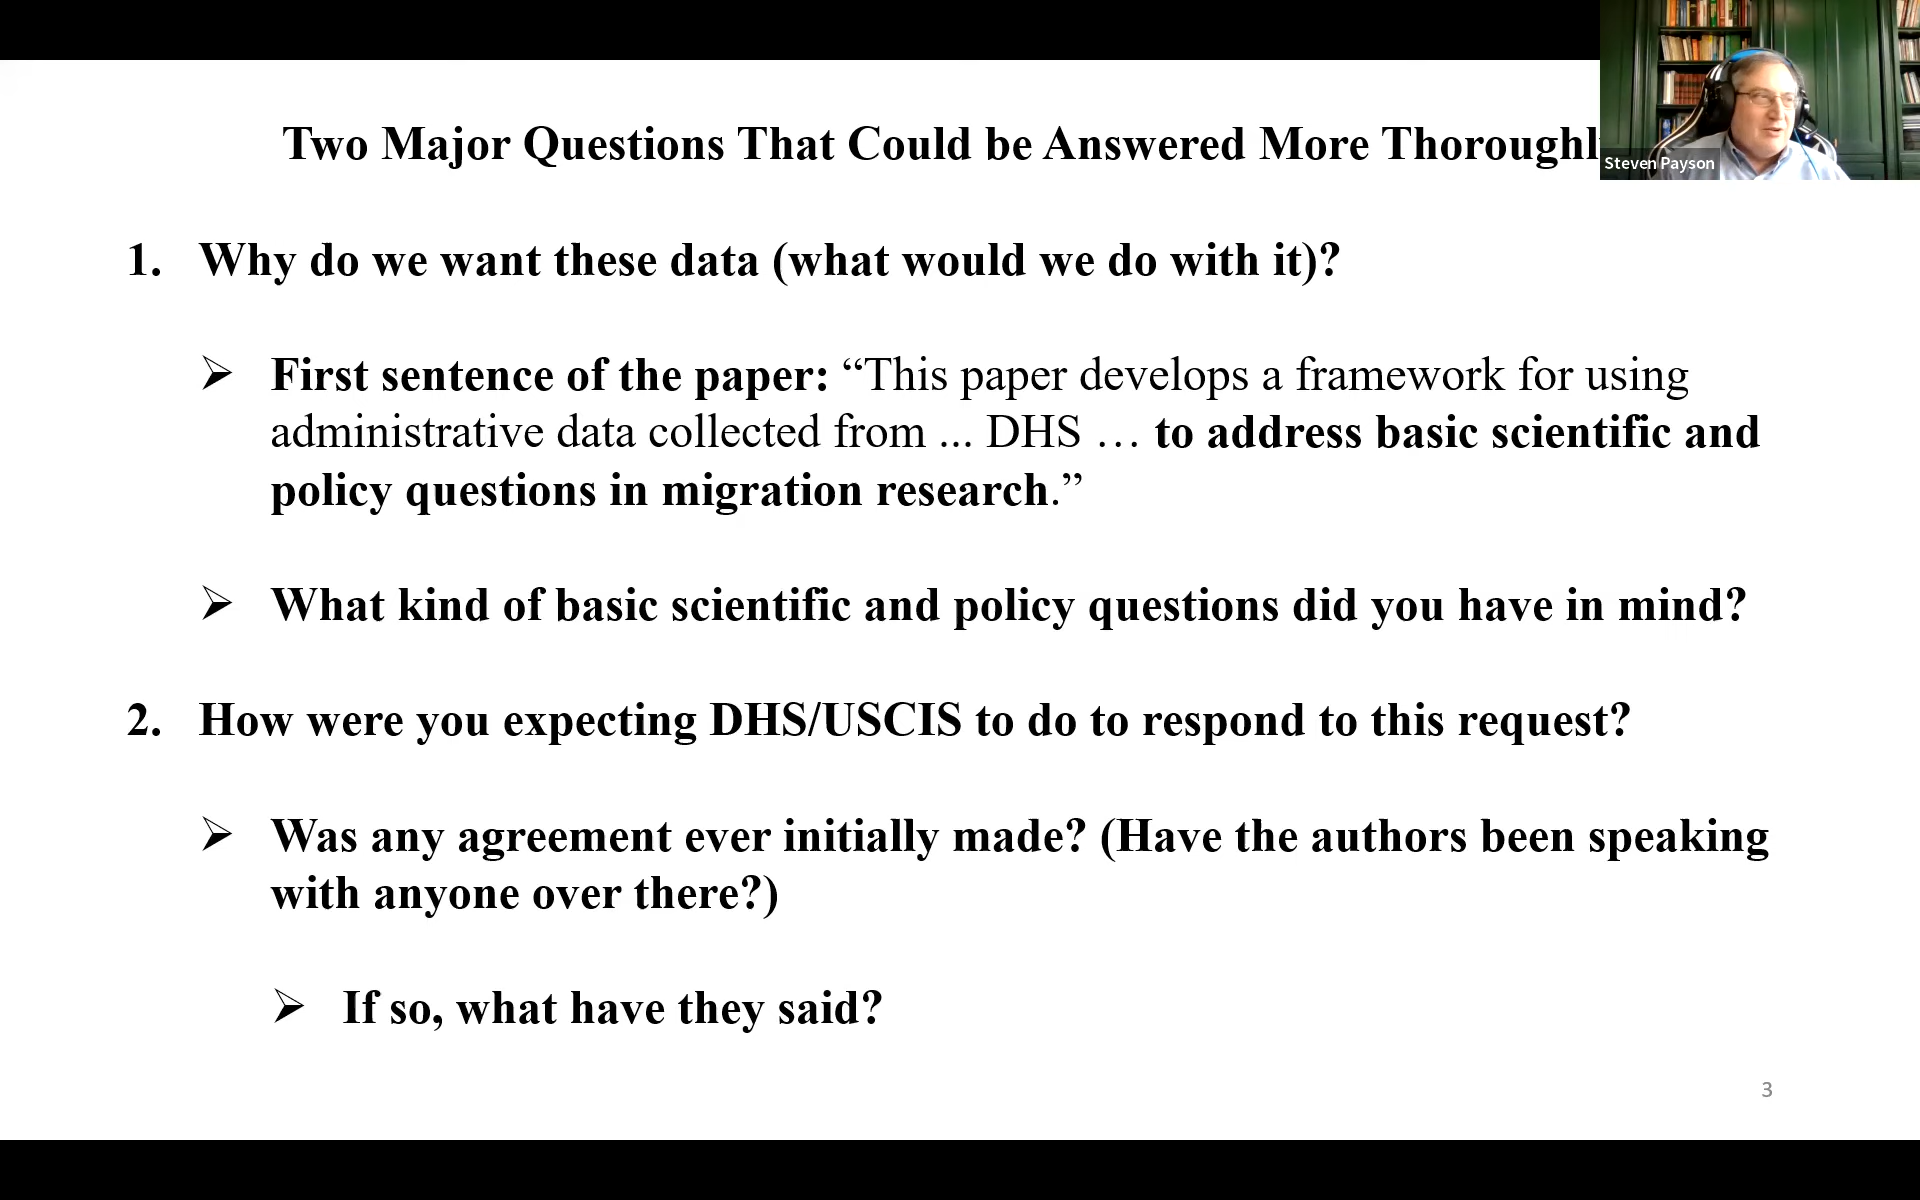 Two Major Questions That Could be Answered More Thoroughl
Steven Payson
1. Why do we want these data (what would we do with it)?
➢ First sentence of the paper: “This paper develops a framework for using
administrative data collected from ... DHS … to address basic scientific and
policy questions in migration research.”
➢ What kind of basic scientific and policy questions did you have in mind?
2. How were you expecting DHS/USCIS to do to respond to this request?
➢ Was any agreement ever initially made? (Have the authors been speaking
with anyone over there?)
➢ If so, what have they said?
3